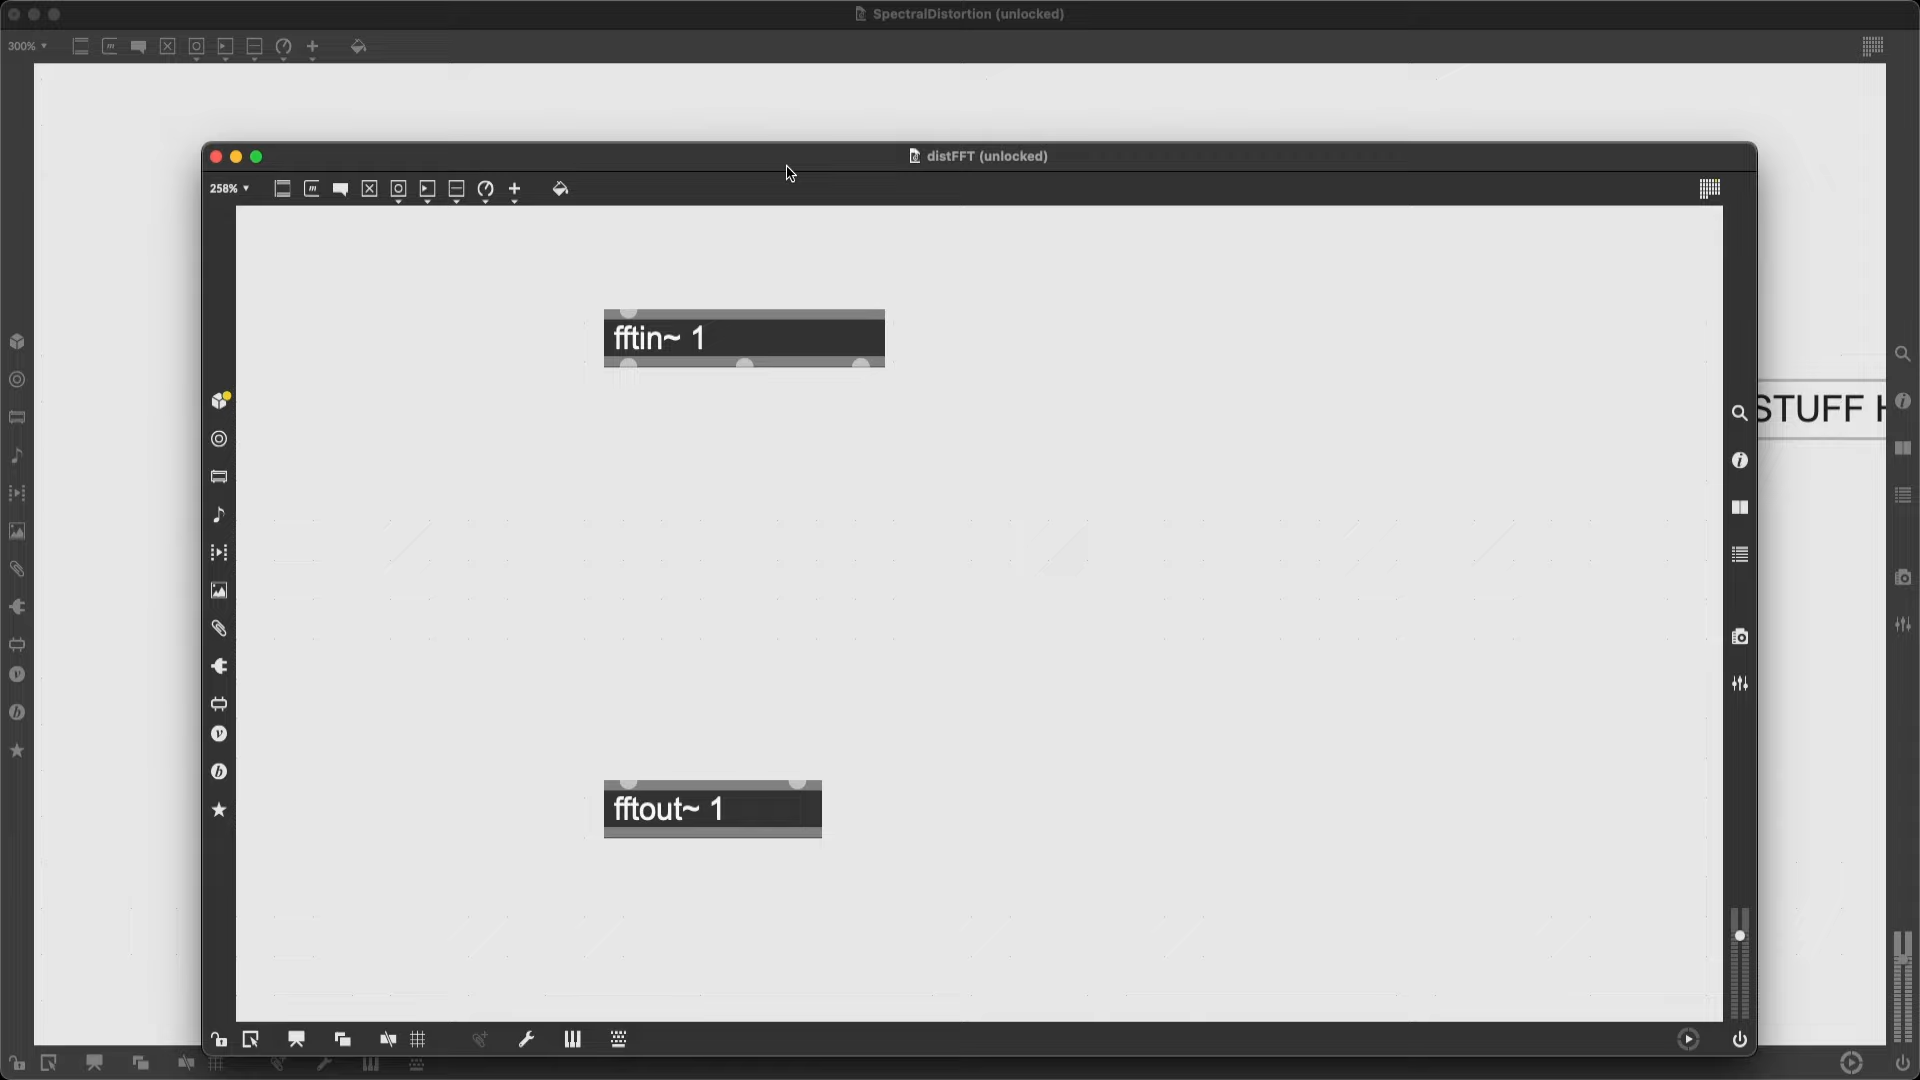 SpectralDistortion (unlocked)
300%
distFFT (unlocked)
258%
fftin~ 1
STUFF H
fftout~ 1